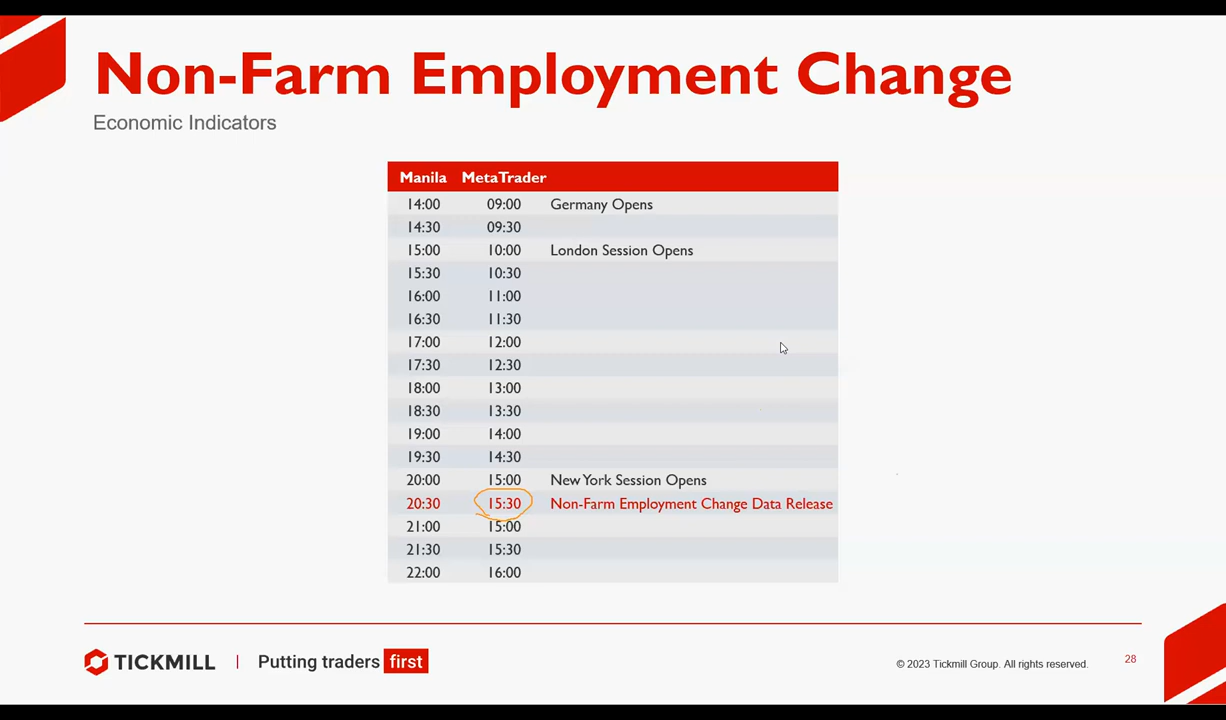 Non-Farm Employment Change
Economic Indicators
Manila MetaTrader
14:00 09:00 Germany Opens
14:30 09:30
15:00 10:00 London Session Opens
15:30 10:30
16:00 11:00
16:30 11:30
17:00 12:00
17:30 12:30
18:00 13:00
18:30 13:30
19:00 14:00
19:30 14:30
20:00 15:00 New York Session Opens
20:30 15:30 Non-Farm Employment Change Data Release
21:00 15:00
21:30 15:30
22:00 16:00
TICKMILL | Putting traders first
© 2023 Tickmill Group. All rights reserved. 28